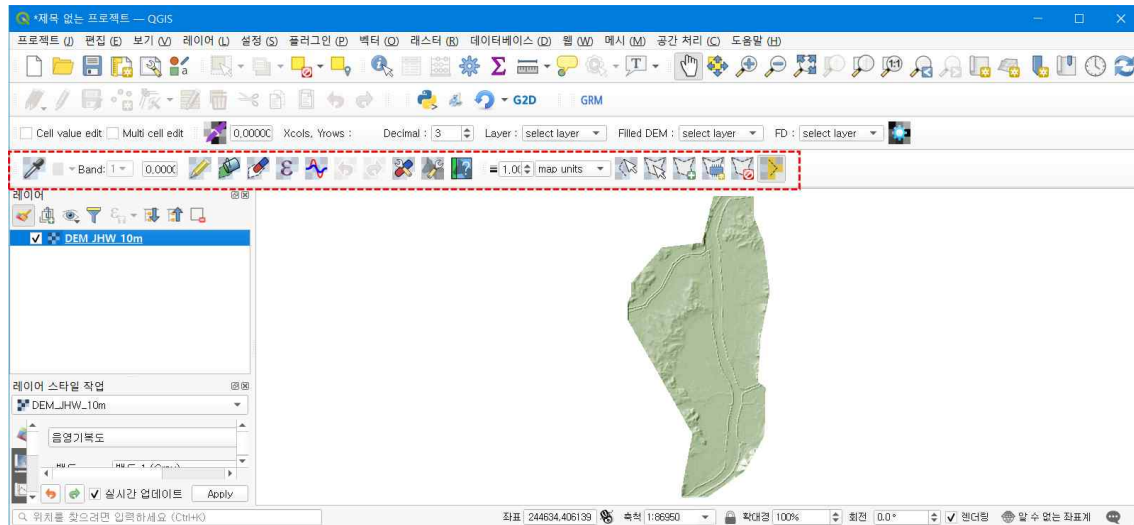 *제목 없는 프로젝트 — QGIS
프로젝트 (J) 편집 (E) 보기 (V) 레이어 (L) 설정 (S) 플러그인 (P) 벡터 (O) 래스터 (R) 데이터베이스 (D) 웹 (W) 메시 (M) 공간 처리 (C) 도움말 (H)
G2D GRM
Cell value edit Multi cell edit 0,0000C Xcols, Yrows : Decimal : 3 Layer : select layer Filled DEM : select layer FD : select layer
Band: 1 0,000C = 1,0( map units
레이어
DEM_JHW_10m
레이어 스타일 작업
DEM_JHW_10m
음영기복도
실시간 업데이트 Apply
위치를 찾으려면 입력하세요 (Ctrl+K) 좌표 244634,406139 축척 1:86950 확대경 100% 회전 0.0° 렌더링 알 수 없는 좌표계